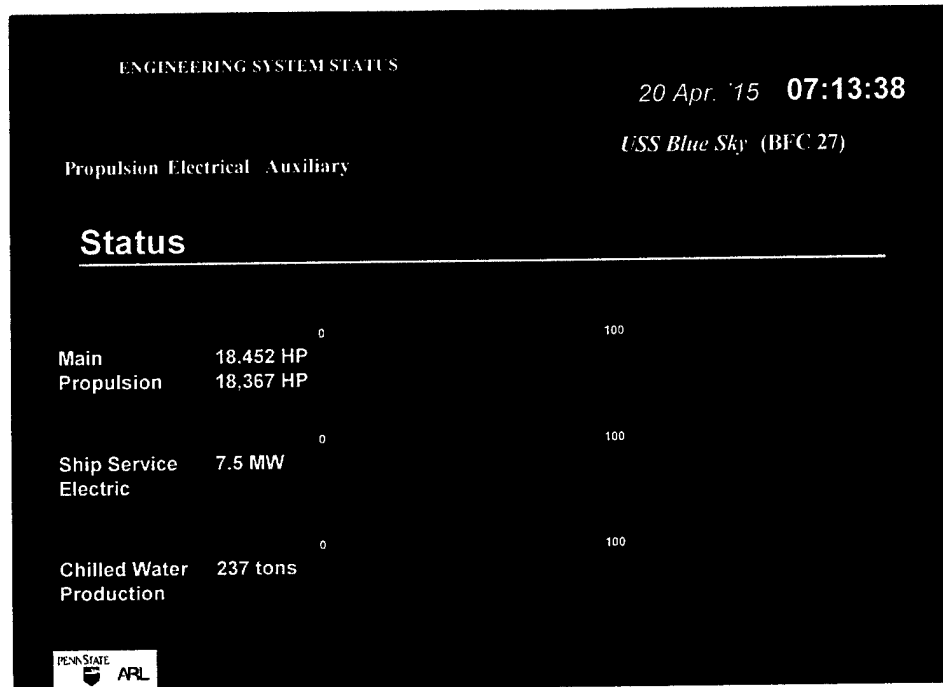 ENGINEERING SYSTEM STATUS
20 Apr. '15 07:13:38
USS Blue Sky (BFC 27)
Propulsion Electrical Auxiliary
Status
0 100
Main 18.452 HP
Propulsion 18,367 HP
0 100
Ship Service 7.5 MW
Electric
0 100
Chilled Water 237 tons
Production
PENNSTATE
ARL